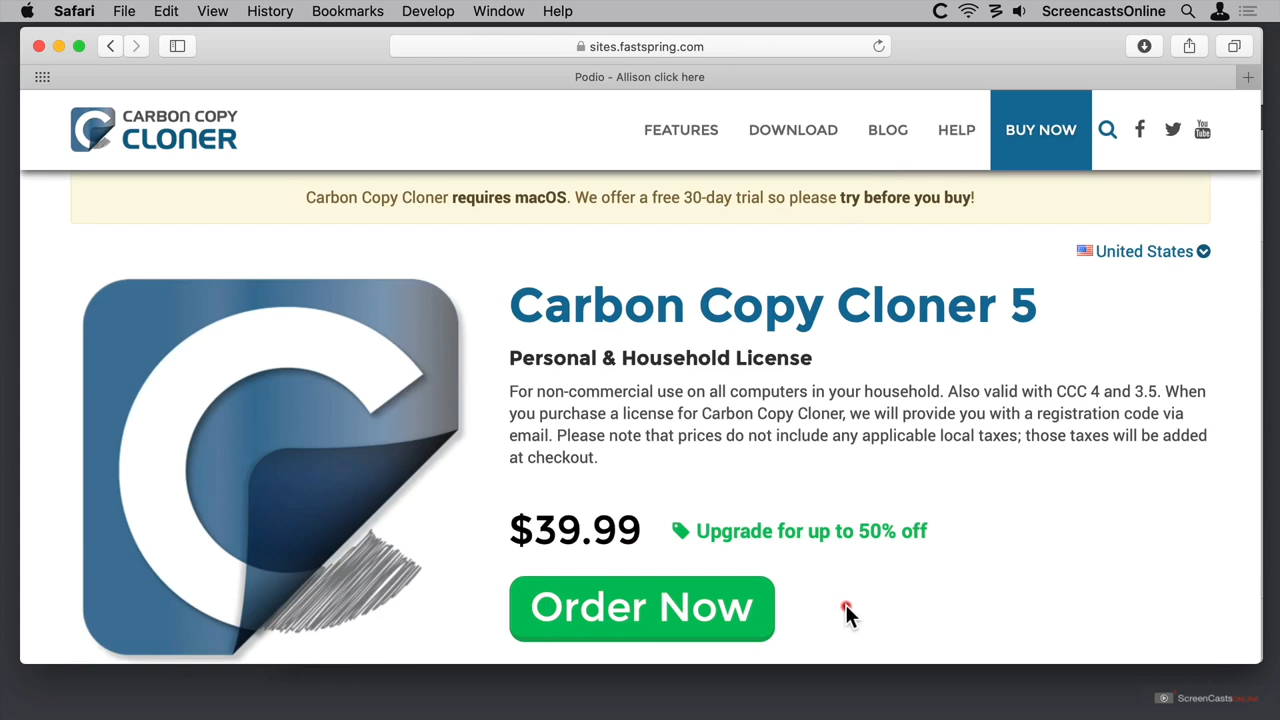 Safari File Edit View History Bookmarks Develop Window Help ScreencastsOnline
sites.fastspring.com
Podio - Allison click here
CARBON COPY
CLONER
FEATURES DOWNLOAD BLOG HELP BUY NOW You Tube
Carbon Copy Cloner requires macOS. We offer a free 30-day trial so please try before you buy!
United States
Carbon Copy Cloner 5
Personal & Household License
For non-commercial use on all computers in your household. Also valid with CCC 4 and 3.5. When
you purchase a license for Carbon Copy Cloner, we will provide you with a registration code via
email. Please note that prices do not include any applicable local taxes; those taxes will be added
at checkout.
$39.99 Upgrade for up to 50% off
Order Now
ScreenCastsOnline